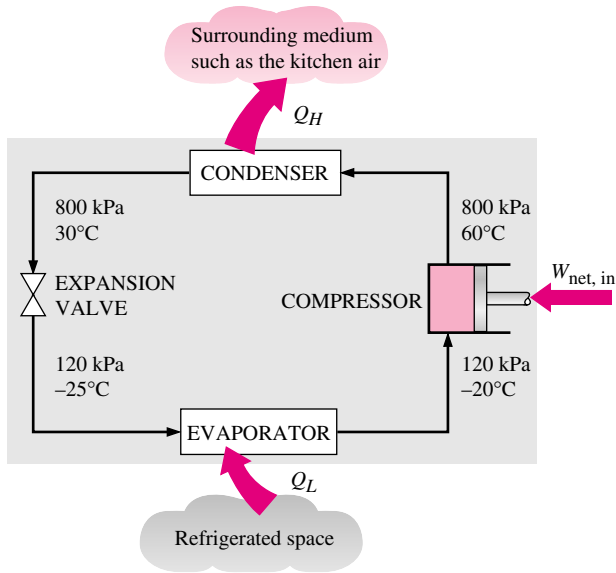 Surrounding medium
such as the kitchen air
Q_H
CONDENSER
800 kPa
30°C
800 kPa
60°C
EXPANSION
VALVE
COMPRESSOR
W_net, in
120 kPa
–25°C
120 kPa
–20°C
EVAPORATOR
Q_L
Refrigerated space